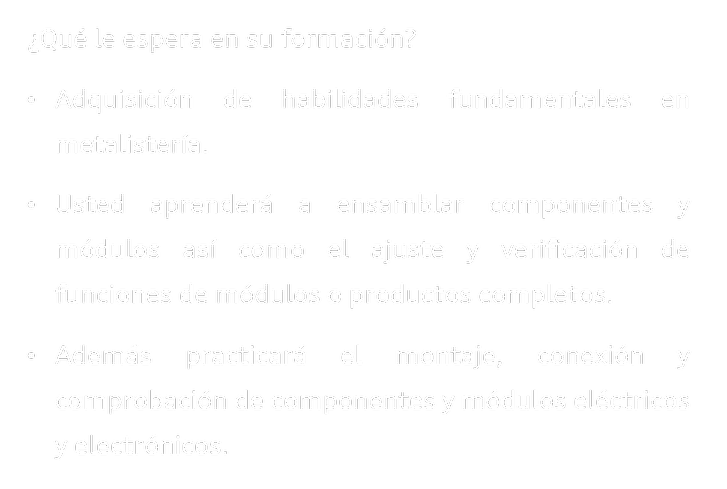 ¿Qué le espera en su formación?
• Adquisición de habilidades fundamentales en
metalistería.
• Usted aprenderá a ensamblar componentes y
módulos así como el ajuste y verificación de
funciones de módulos o productos completos.
• Además practicará el montaje, conexión y
comprobación de componentes y módulos eléctricos
y electrónicos.